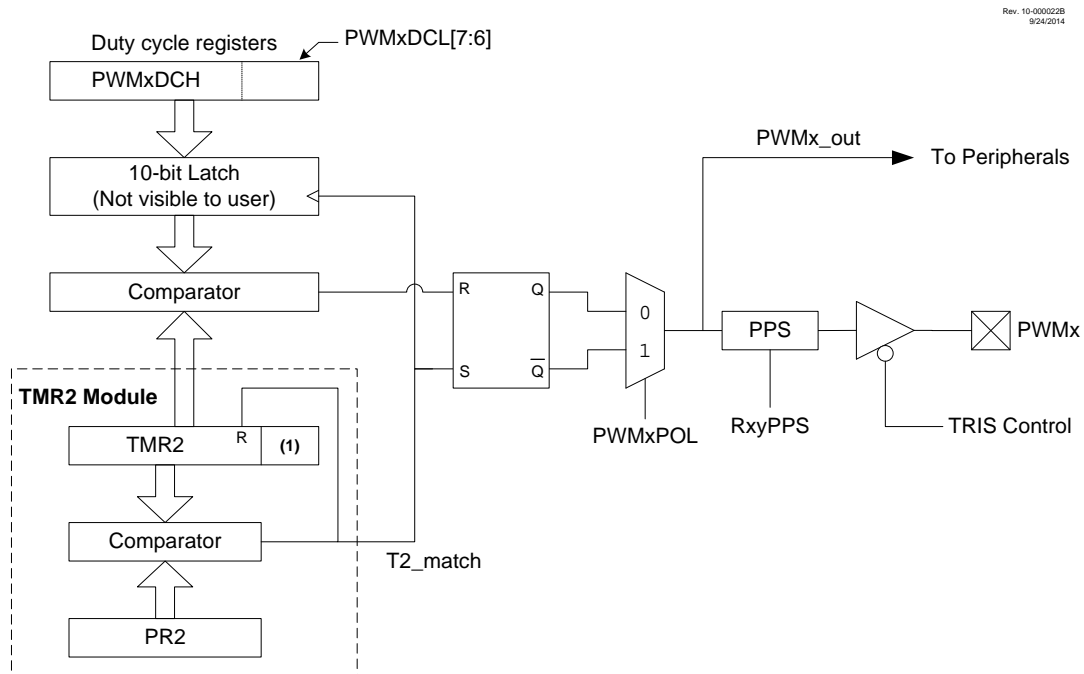 Rev. 10-000022B
9/24/2014
Duty cycle registers
PWMxDCL[7:6]
PWMxDCH
10-bit Latch
(Not visible to user)
Comparator
TMR2 Module
TMR2
R
(1)
Comparator
PR2
T2_match
R
S
Q
Q
0
1
PWMxPOL
PWMx_out
To Peripherals
PPS
RxyPPS
PWMx
TRIS Control